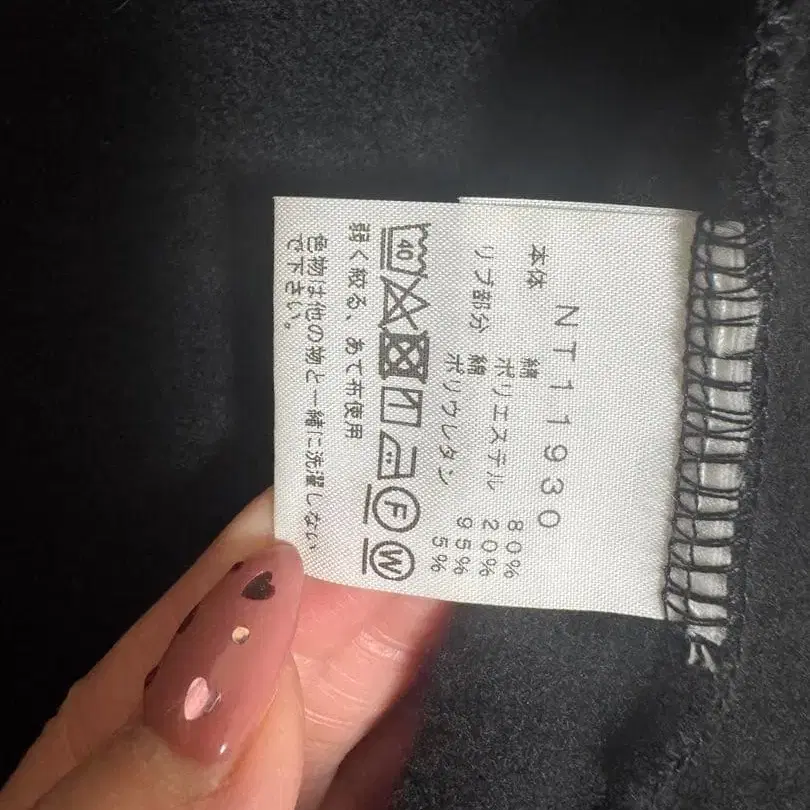 NT11930
本体 綿 80%
ポリエステル 20%
リブ部分 綿 95%
ポリウレタン 5%
40
F W
弱く絞る、あて布使用
色物は他の物と一緒に洗濯しない
で下さい。